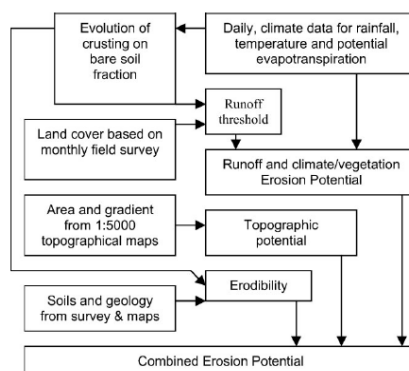 Evolution of
crusting on
bare soil
fraction
Daily, climate data for rainfall,
temperature and potential
evapotranspiration
Runoff
threshold
Land cover based on
monthly field survey
Runoff and climate/vegetation
Erosion Potential
Area and gradient
from 1:5000
topographical maps
Topographic
potential
Erodibility
Soils and geology
from survey & maps
Combined Erosion Potential